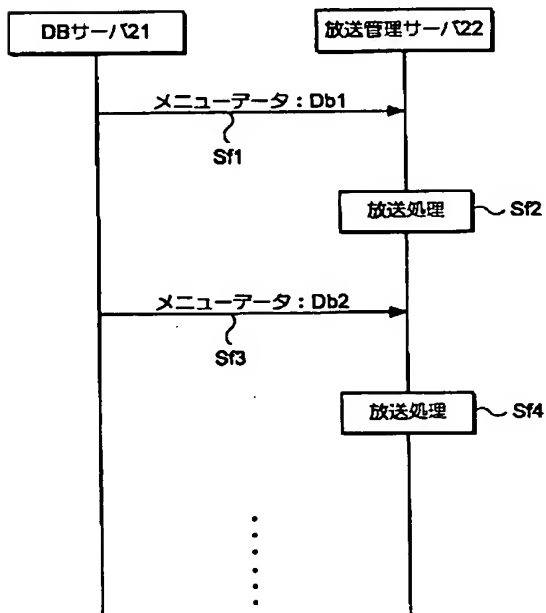 DBサーバ21
放送管理サーバ22
メニューデータ:Db1
Sf1
放送処理
Sf2
メニューデータ:Db2
Sf3
放送処理
Sf4